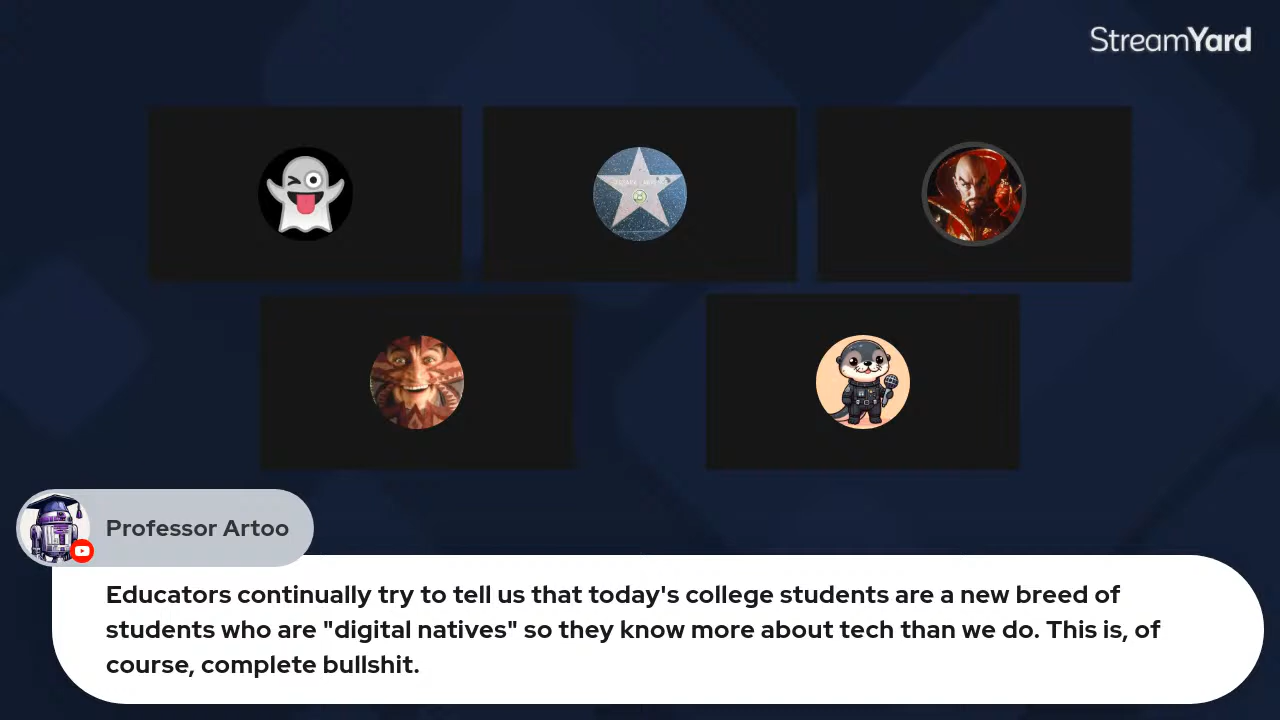 StreamYard
Professor Artoo
Educators continually try to tell us that today's college students are a new breed of
students who are "digital natives" so they know more about tech than we do. This is, of
course, complete bullshit.